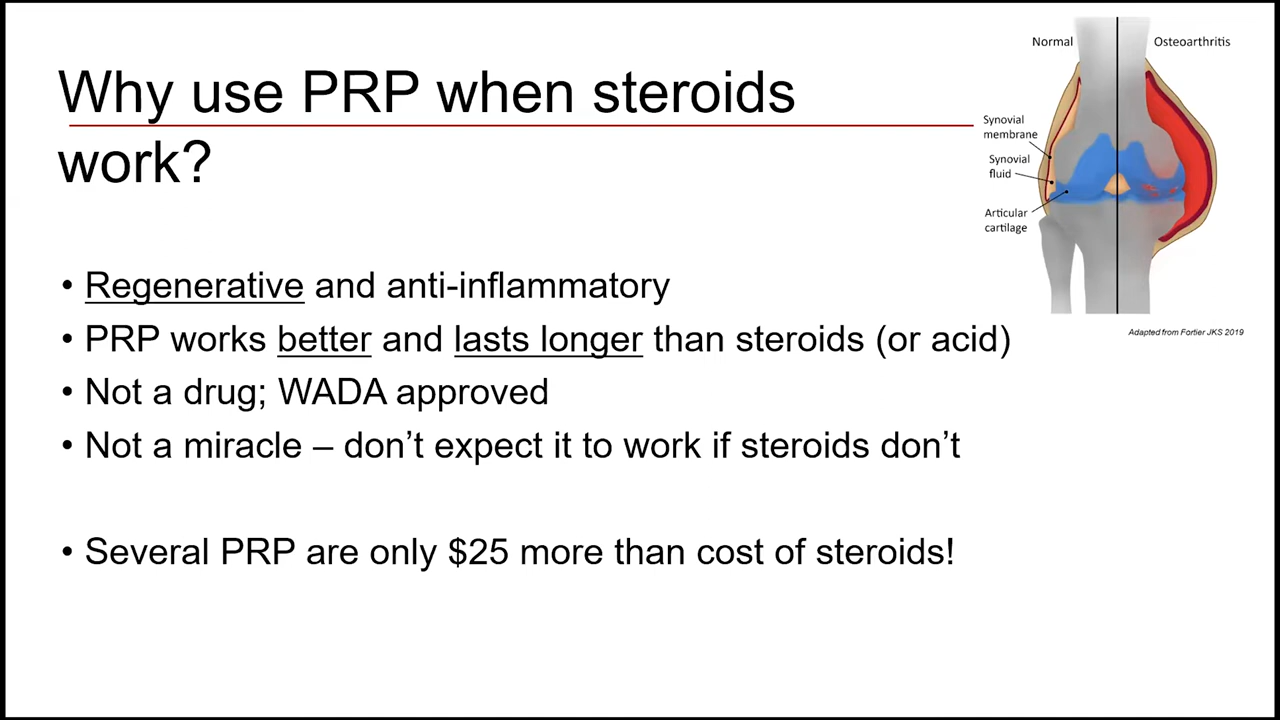 Why use PRP when steroids
work?
Normal
Osteoarthritis
Synovial
membrane
Synovial
fluid
Articular
cartilage
Adapted from Fortier JKS 2019
• Regenerative and anti-inflammatory
• PRP works better and lasts longer than steroids (or acid)
• Not a drug; WADA approved
• Not a miracle – don’t expect it to work if steroids don’t
• Several PRP are only $25 more than cost of steroids!